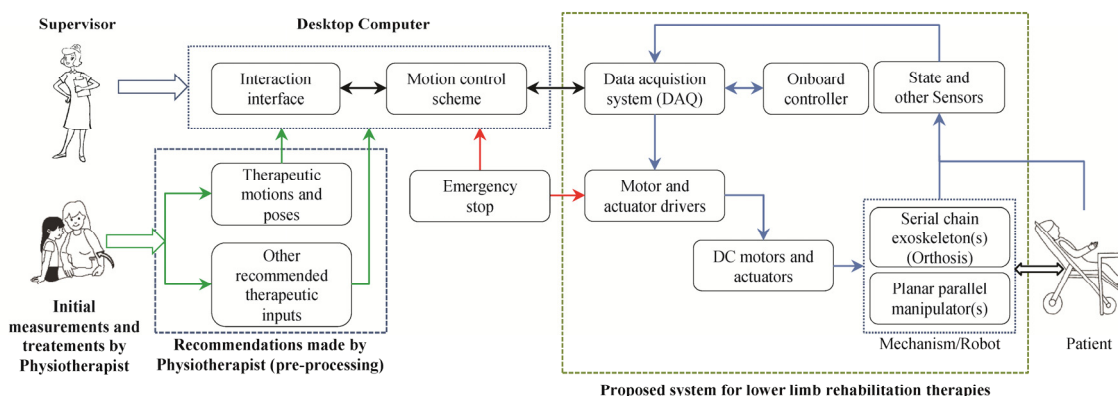 Supervisor
Desktop Computer
Interaction
interface
Motion control
scheme
Data acquistion
system (DAQ)
Onboard
controller
State and
other Sensors
Therapeutic
motions and
poses
Emergency
stop
Motor and
actuator drivers
Other
recommended
therapeutic
inputs
DC motors and
actuators
Serial chain
exoskeleton(s)
(Orthosis)
Planar parallel
manipulator(s)
Initial
measurements and
treatements by
Physiotherapist
Recommendations made by
Physiotherapist (pre-processing)
Mechanism/Robot
Patient
Proposed system for lower limb rehabilitation therapies